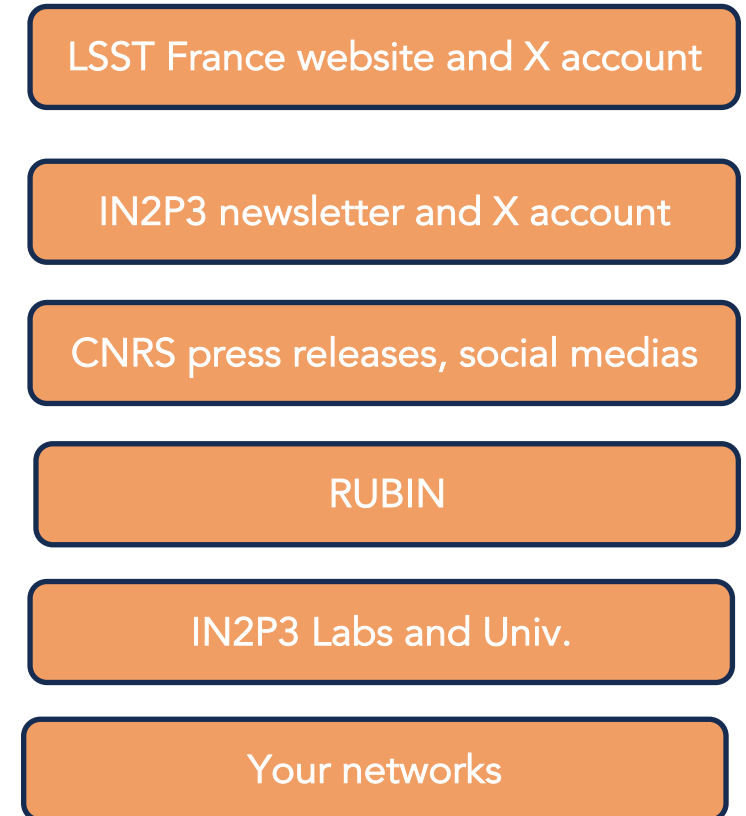 LSST France website and X account
IN2P3 newsletter and X account
CNRS press releases, social medias
RUBIN
IN2P3 Labs and Univ.
Your networks